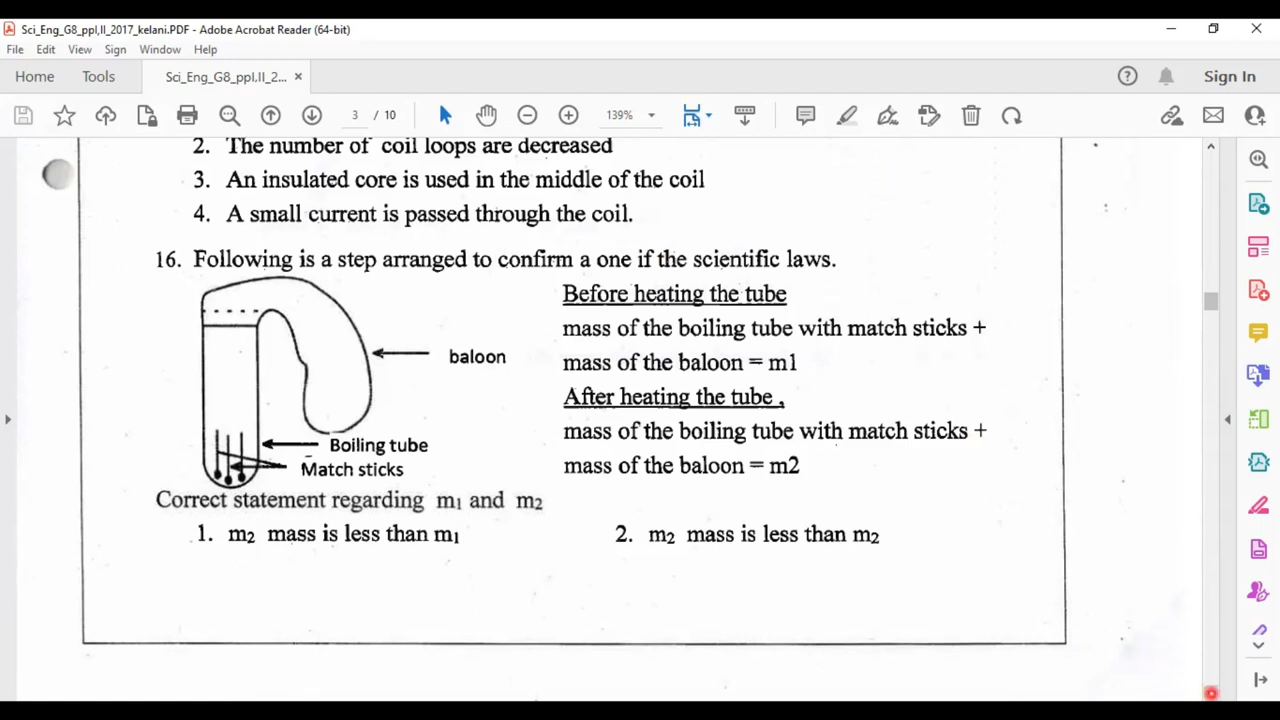 Sci_Eng_G8_ppl,II_2017_kelani.PDF - Adobe Acrobat Reader (64-bit)
File Edit View Sign Window Help
Home Tools Sci_Eng_G8_ppl,II_2... × Sign In
3 / 10 139%
2. The number of coil loops are decreased
3. An insulated core is used in the middle of the coil
4. A small current is passed through the coil.
16. Following is a step arranged to confirm a one if the scientific laws.
Before heating the tube
mass of the boiling tube with match sticks +
baloon
mass of the baloon = m1
After heating the tube ,
mass of the boiling tube with match sticks +
Boiling tube
mass of the baloon = m2
Match sticks
Correct statement regarding m1 and m2
1. m2 mass is less than m1 2. m2 mass is less than m2